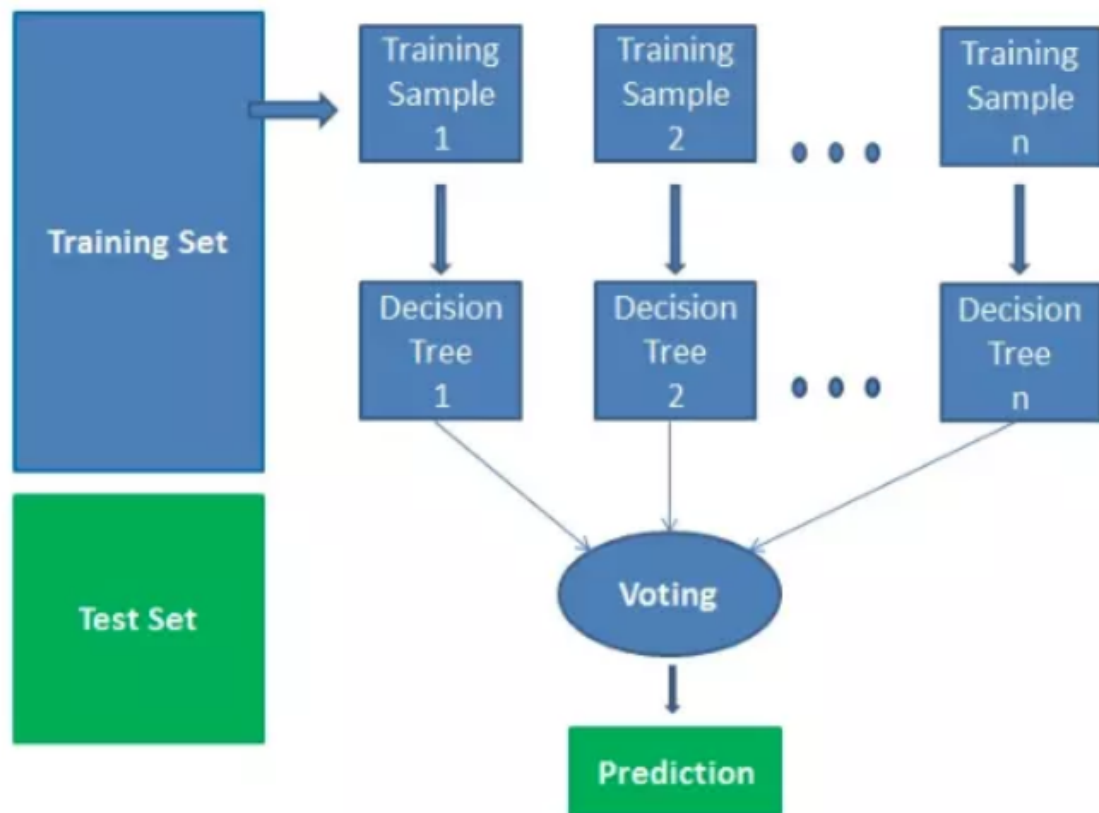 Training Set
Training
Sample
1
Training
Sample
2
Training
Sample
n
Decision
Tree
1
Decision
Tree
2
Decision
Tree
n
Test Set
Voting
Prediction